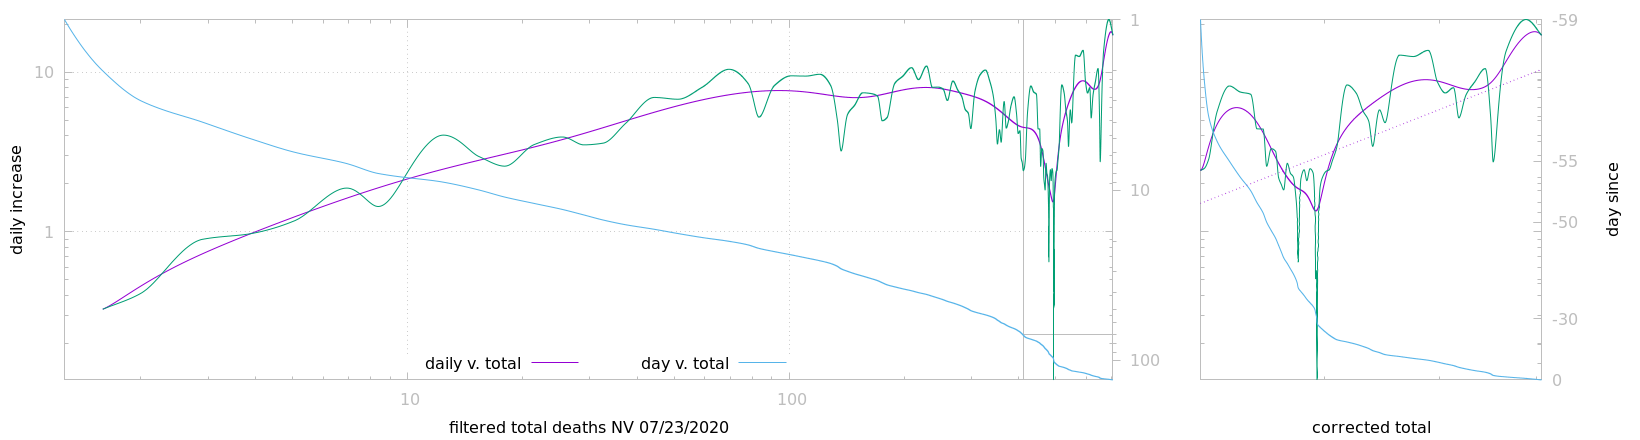 1
-59
10
daily increase
-55
10
1
-50
day since
-30
daily v. total
day v. total
100
0
10
100
filtered total deaths NV 07/23/2020
corrected total